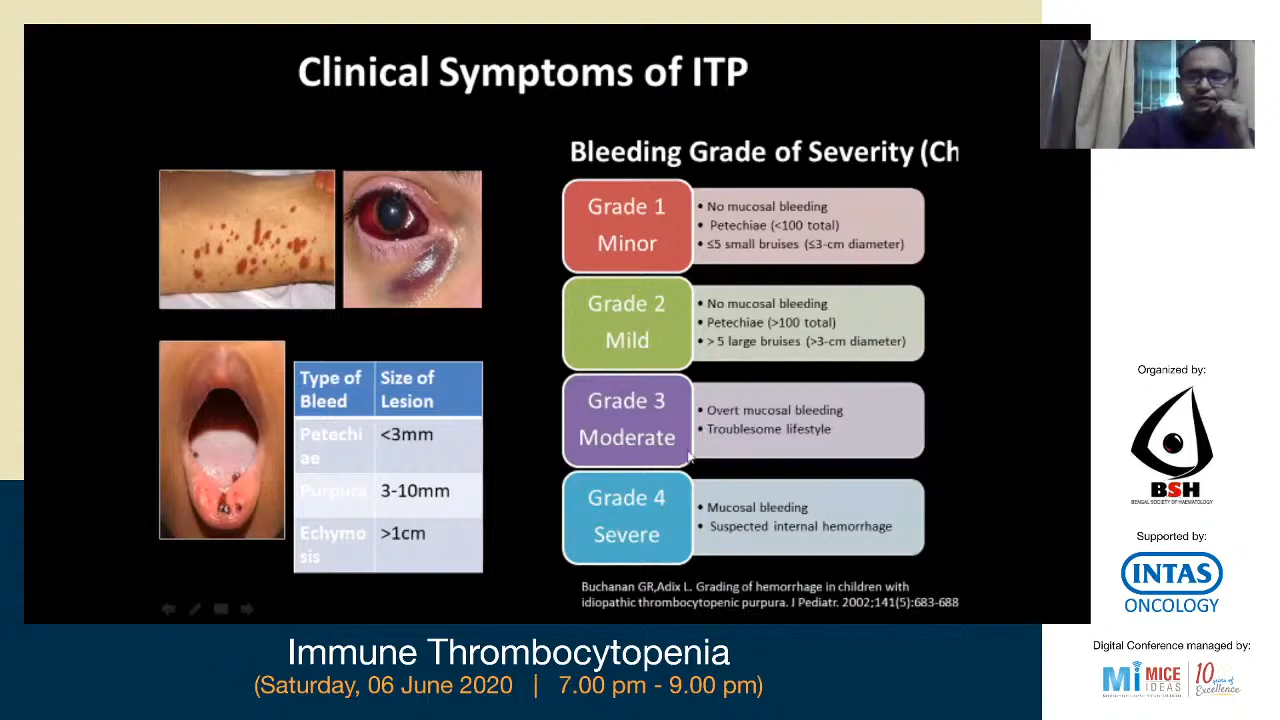 Clinical Symptoms of ITP
Bleeding Grade of Severity (Ch
Grade 1
Minor
• No mucosal bleeding
• Petechiae (<100 total)
• ≤5 small bruises (≤3-cm diameter)
Grade 2
Mild
• No mucosal bleeding
• Petechiae (>100 total)
• > 5 large bruises (>3-cm diameter)
Grade 3
Moderate
• Overt mucosal bleeding
• Troublesome lifestyle
Grade 4
Severe
• Mucosal bleeding
• Suspected internal hemorrhage
Type of
Bleed
Size of
Lesion
Petechi
ae
<3mm
Purpura
3-10mm
Echymo
sis
>1cm
Buchanan GR,Adix L. Grading of hemorrhage in children with
idiopathic thrombocytopenic purpura. J Pediatr. 2002;141(5):683-688
Immune Thrombocytopenia
(Saturday, 06 June 2020 | 7.00 pm - 9.00 pm)
Organized by:
BSH
BENGAL SOCIETY OF HAEMATOLOGY
Supported by:
INTAS
ONCOLOGY
Digital Conference managed by:
Mi MICE
IDEAS
10 years of
Excellence